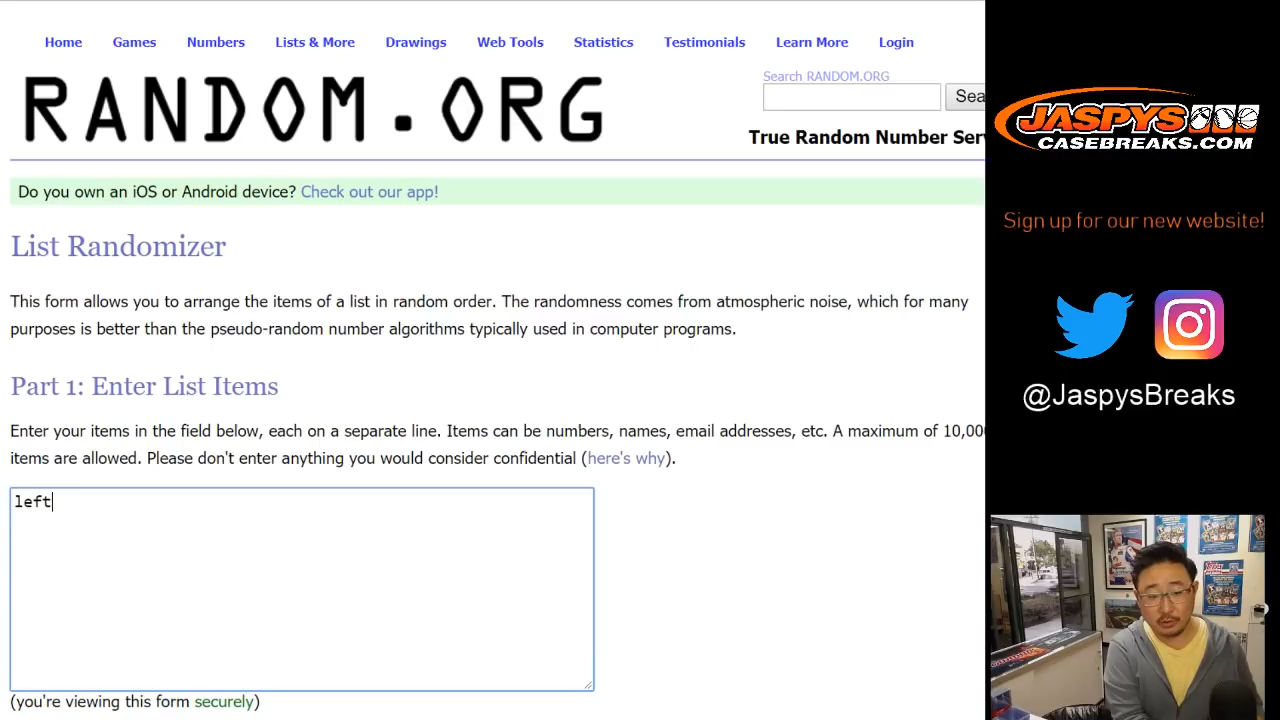 Home Games Numbers Lists & More Drawings Web Tools Statistics Testimonials Learn More Login
RANDOM.ORG
Search RANDOM.ORG
Sea
True Random Number Ser
Do you own an iOS or Android device? Check out our app!
List Randomizer
This form allows you to arrange the items of a list in random order. The randomness comes from atmospheric noise, which for many
purposes is better than the pseudo-random number algorithms typically used in computer programs.
Part 1: Enter List Items
Enter your items in the field below, each on a separate line. Items can be numbers, names, email addresses, etc. A maximum of 10,000
items are allowed. Please don't enter anything you would consider confidential (here's why).
left
(you're viewing this form securely)
JASPYS
CASEBREAKS.COM
Sign up for our new website!
@JaspysBreaks